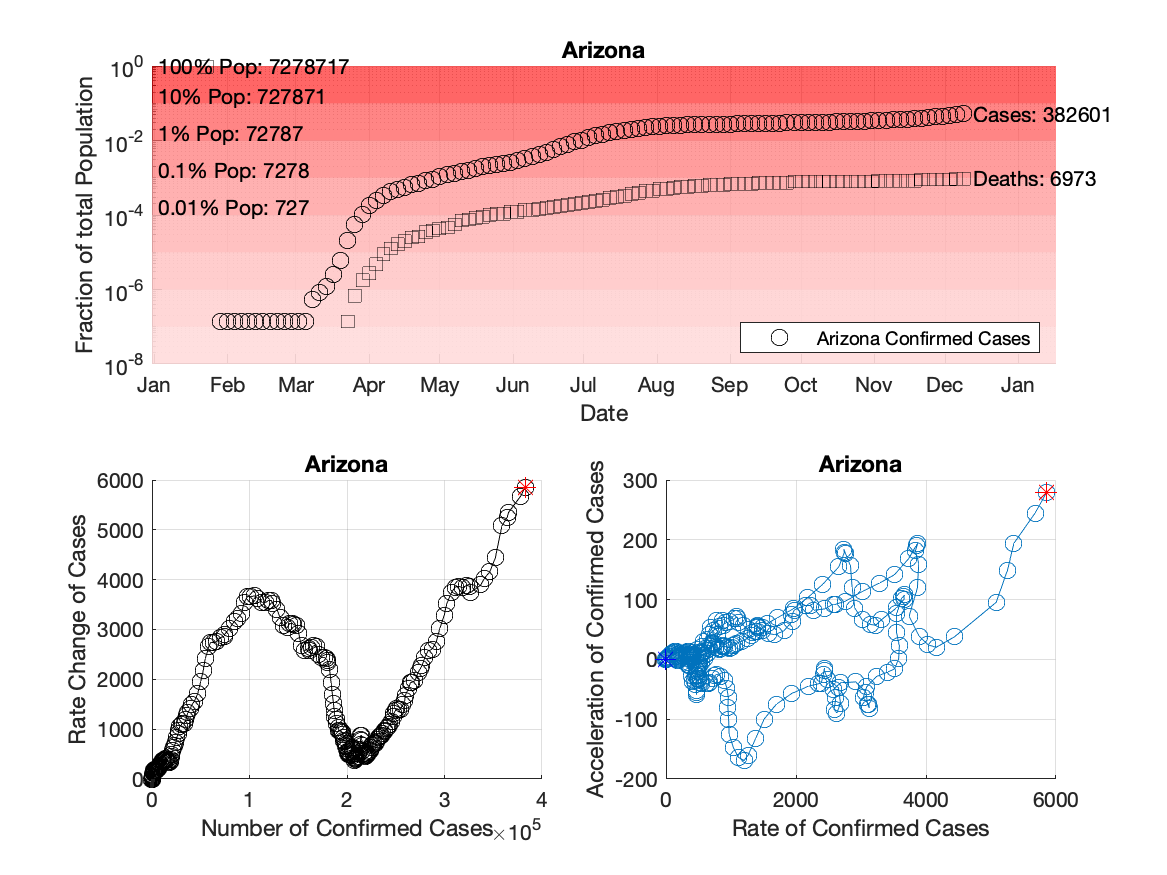 Arizona
10^0
10^-2
10^-4
10^-6
10^-8
Fraction of total Population
100% Pop: 7278717
10% Pop: 727871
1% Pop: 72787
0.1% Pop: 7278
0.01% Pop: 727
Cases: 382601
Deaths: 6973
Arizona Confirmed Cases
Jan Feb Mar Apr May Jun Jul Aug Sep Oct Nov Dec Jan
Date
Arizona
6000
5000
4000
3000
2000
1000
0
Rate Change of Cases
0 1 2 3 4
Number of Confirmed Cases ×10^5
Arizona
300
200
100
0
-100
-200
Acceleration of Confirmed Cases
0 2000 4000 6000
Rate of Confirmed Cases